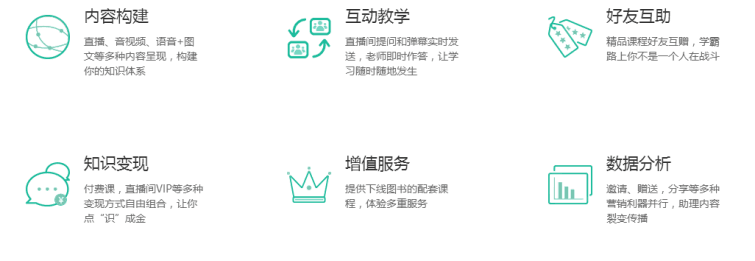 内容构建
直播、音视频、语音+图
文等多种内容呈现，构建
你的知识体系
互动教学
直播间提问和弹幕实时发
送，老师即时作答，让学
习随时随地发生
好友互助
精品课程好友互赠，学霸
路上你不是一个人在战斗
知识变现
付费课，直播间VIP等多种
变现方式自由组合，让你
点“识”成金
增值服务
提供下线图书的配套课
程，体验多重服务
数据分析
邀请、赠送，分享等多种
营销利器并行，助理内容
裂变传播